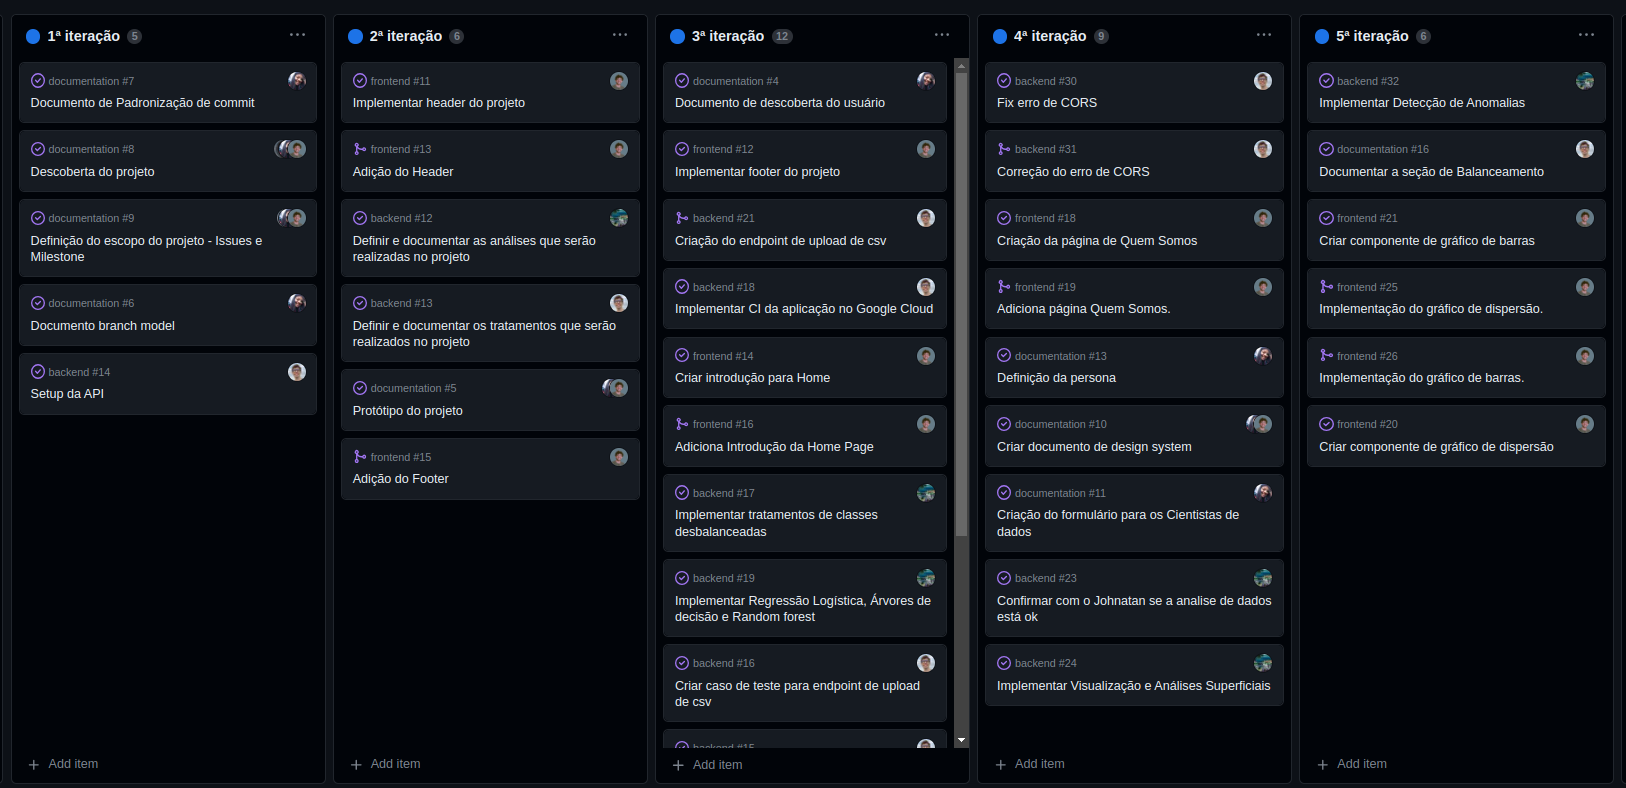 1ª iteração 5
documentation #7
Documento de Padronização de commit
documentation #8
Descoberta do projeto
documentation #9
Definição do escopo do projeto - Issues e
Milestone
documentation #6
Documento branch model
backend #14
Setup da API
Add item
2ª iteração 6
frontend #11
Implementar header do projeto
frontend #13
Adição do Header
backend #12
Definir e documentar as análises que serão
realizadas no projeto
backend #13
Definir e documentar os tratamentos que serão
realizados no projeto
documentation #5
Protótipo do projeto
frontend #15
Adição do Footer
Add item
3ª iteração 12
documentation #4
Documento de descoberta do usuário
frontend #12
Implementar footer do projeto
backend #21
Criação do endpoint de upload de csv
backend #18
Implementar CI da aplicação no Google Cloud
frontend #14
Criar introdução para Home
frontend #16
Adiciona Introdução da Home Page
backend #17
Implementar tratamentos de classes
desbalanceadas
backend #19
Implementar Regressão Logística, Árvores de
decisão e Random forest
backend #16
Criar caso de teste para endpoint de upload
de csv
backend #15
Add item
4ª iteração 9
backend #30
Fix erro de CORS
backend #31
Correção do erro de CORS
frontend #18
Criação da página de Quem Somos
frontend #19
Adiciona página Quem Somos.
documentation #13
Definição da persona
documentation #10
Criar documento de design system
documentation #11
Criação do formulário para os Cientistas de
dados
backend #23
Confirmar com o Johnatan se a analise de dados
está ok
backend #24
Implementar Visualização e Análises Superficiais
Add item
5ª iteração 6
backend #32
Implementar Detecção de Anomalias
documentation #16
Documentar a seção de Balanceamento
frontend #21
Criar componente de gráfico de barras
frontend #25
Implementação do gráfico de dispersão.
frontend #26
Implementação do gráfico de barras.
frontend #20
Criar componente de gráfico de dispersão
Add item